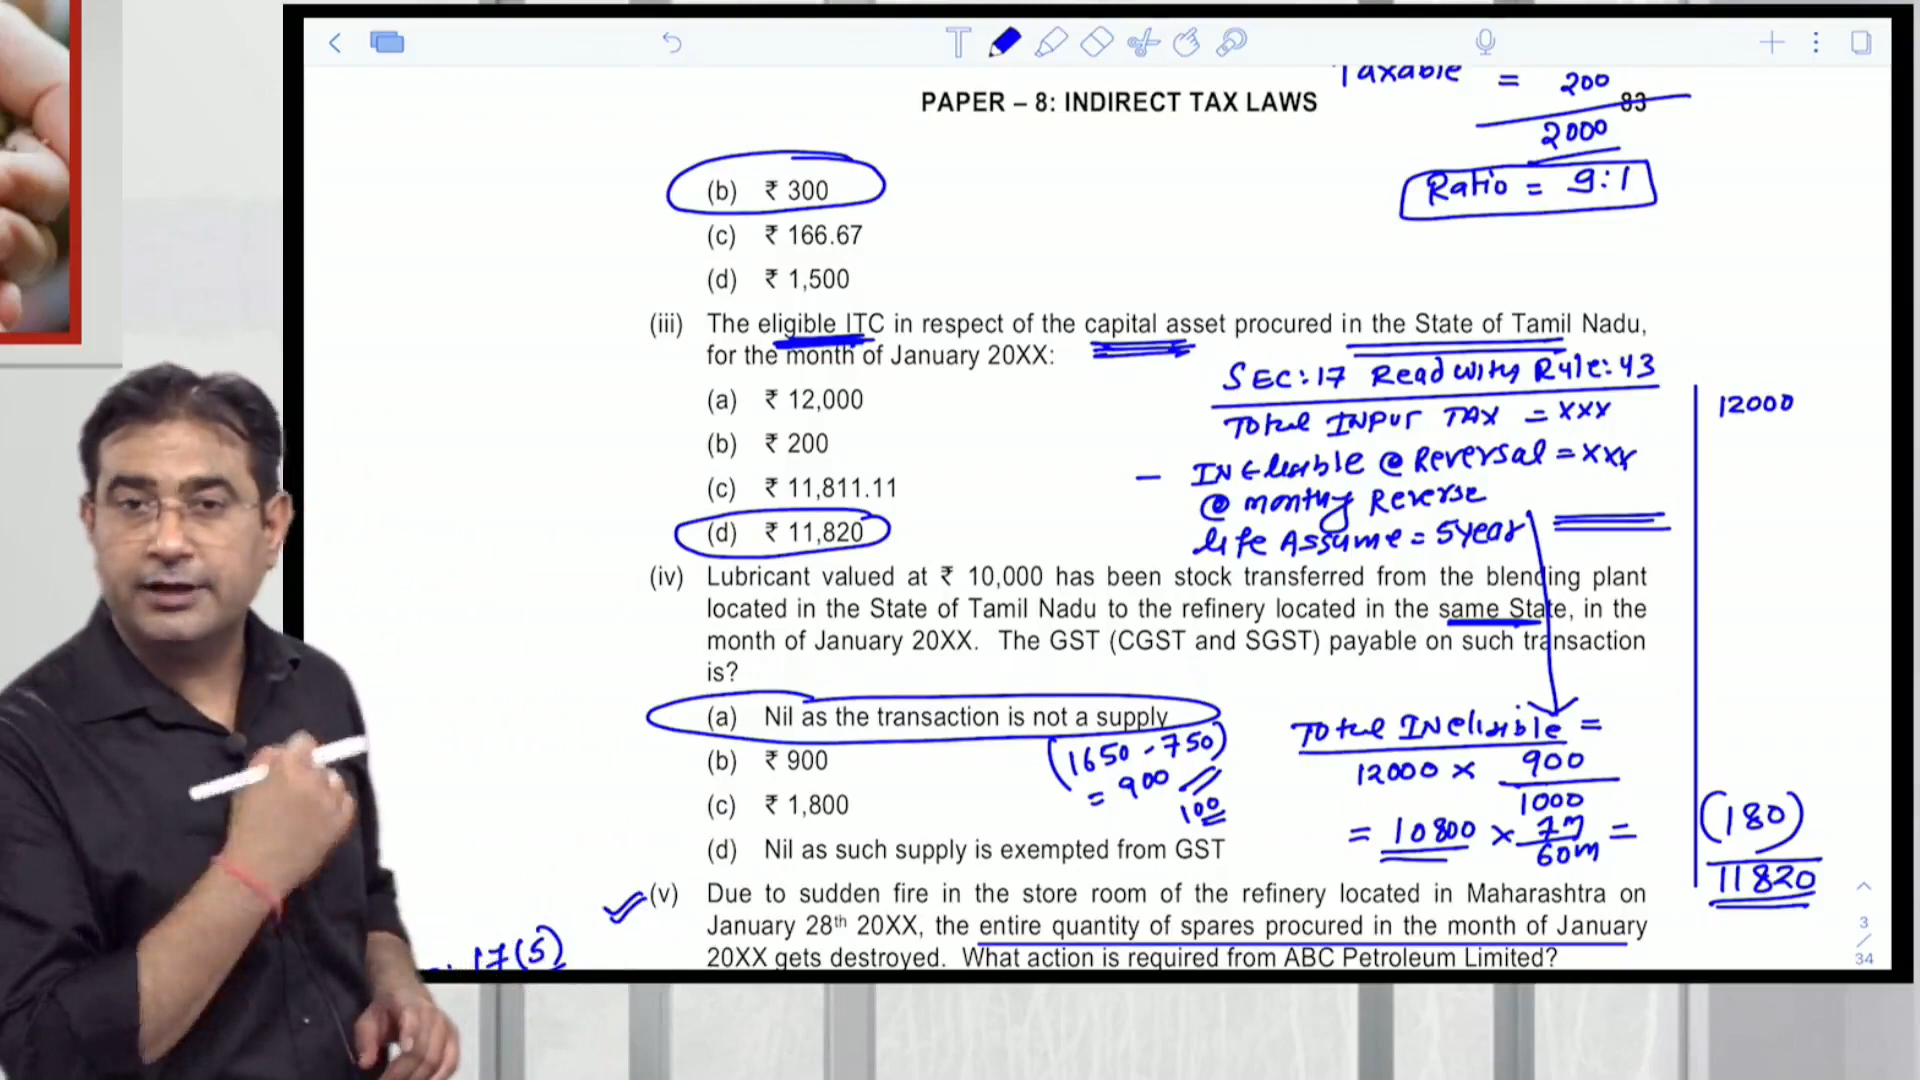 Taxable = 200
2000
PAPER – 8: INDIRECT TAX LAWS 83
Ratio = 9:1
(b) ₹ 300
(c) ₹ 166.67
(d) ₹ 1,500
(iii) The eligible ITC in respect of the capital asset procured in the State of Tamil Nadu,
for the month of January 20XX:
SEC:17 Read with Rule:43
(a) ₹ 12,000
Total INPUT TAX = XXX
12000
(b) ₹ 200
@ Reversal = XXX
(c) ₹ 11,811.11
@ monthly Reverse
(d) ₹ 11,820
life Assume = 5year
(iv) Lubricant valued at ₹ 10,000 has been stock transferred from the blending plant
located in the State of Tamil Nadu to the refinery located in the same State, in the
month of January 20XX. The GST (CGST and SGST) payable on such transaction
is?
(a) Nil as the transaction is not a supply
Total =
(b) ₹ 900
(1650 - 750)
= 900
100
12000 × 900
1000
(c) ₹ 1,800
= 10800 × 7m =
60m
(180)
11820
(d) Nil as such supply is exempted from GST
(v) Due to sudden fire in the store room of the refinery located in Maharashtra on
January 28th 20XX, the entire quantity of spares procured in the month of January
20XX gets destroyed. What action is required from ABC Petroleum Limited?
17(5)
3
/
34